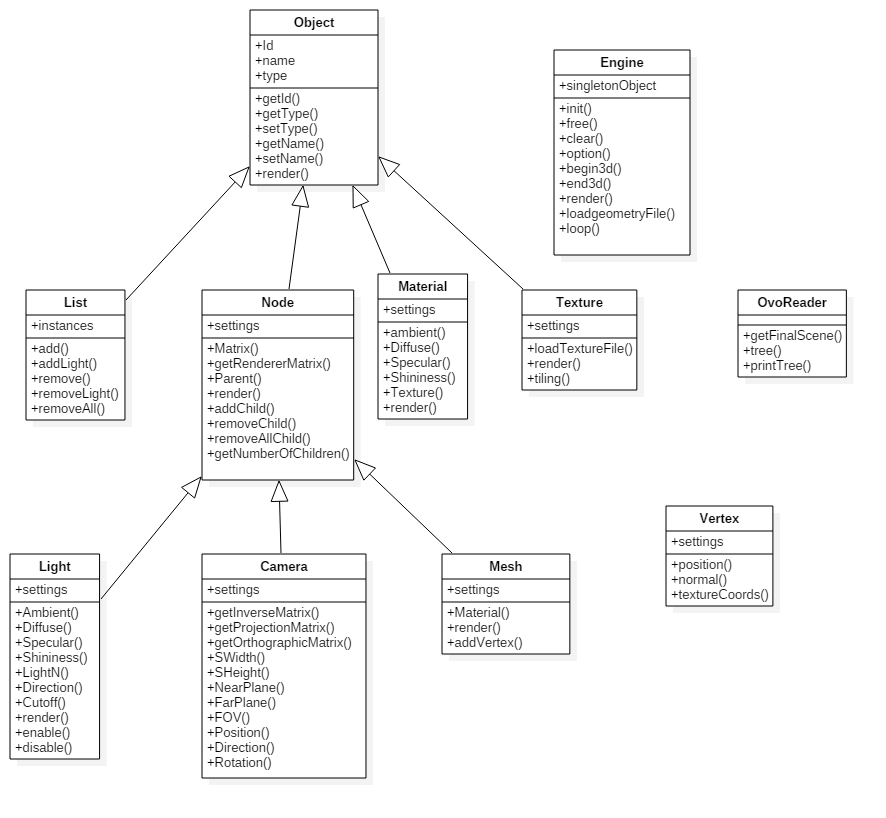 Object
+Id
+name
+type
+getId()
+getType()
+setType()
+getName()
+setName()
+render()
Engine
+singletonObject
+init()
+free()
+clear()
+option()
+begin3d()
+end3d()
+render()
+loadgeometryFile()
+loop()
List
+instances
+add()
+addLight()
+remove()
+removeLight()
+removeAll()
Node
+settings
+Matrix()
+getRendererMatrix()
+Parent()
+render()
+addChild()
+removeChild()
+removeAllChild()
+getNumberOfChildren()
Material
+settings
+ambient()
+Diffuse()
+Specular()
+Shininess()
+Texture()
+render()
Texture
+settings
+loadTextureFile()
+render()
+tiling()
OvoReader
+getFinalScene()
+tree()
+printTree()
Light
+settings
+Ambient()
+Diffuse()
+Specular()
+Shininess()
+LightN()
+Direction()
+Cutoff()
+render()
+enable()
+disable()
Camera
+settings
+getInverseMatrix()
+getProjectionMatrix()
+getOrthographicMatrix()
+SWidth()
+SHeight()
+NearPlane()
+FarPlane()
+FOV()
+Position()
+Direction()
+Rotation()
Mesh
+settings
+Material()
+render()
+addVertex()
Vertex
+settings
+position()
+normal()
+textureCoords()